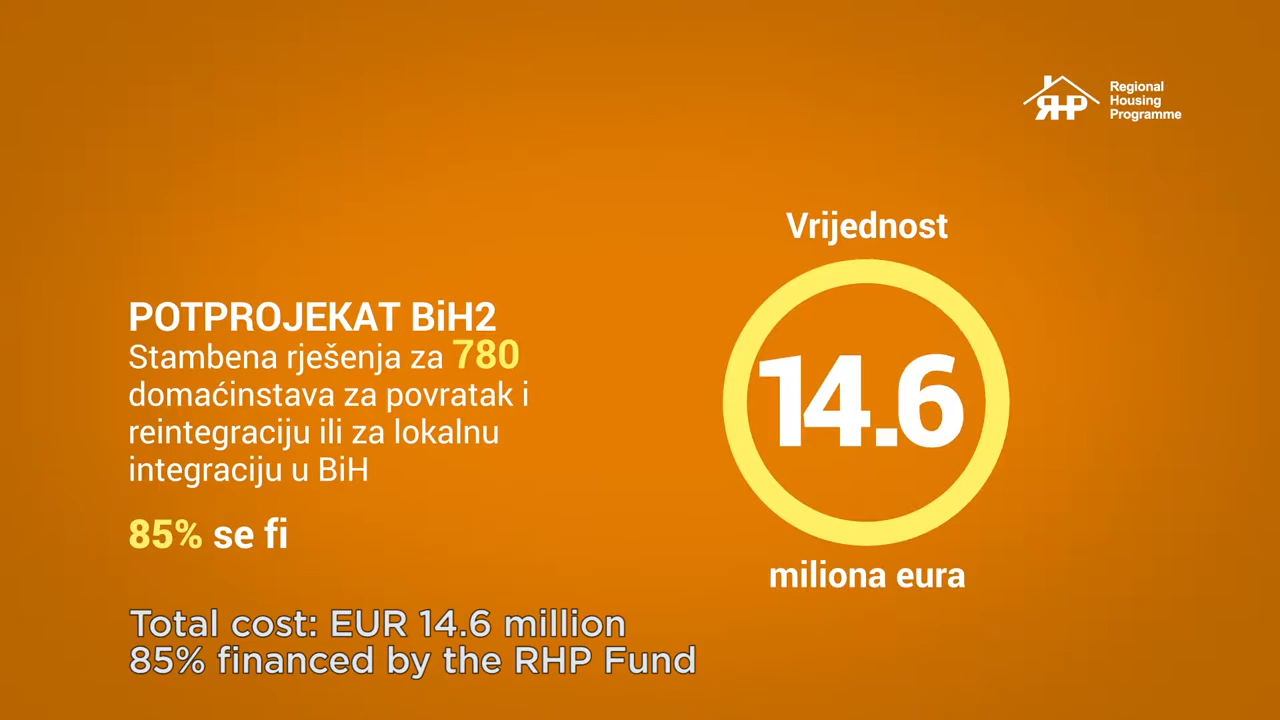 RHP
Regional
Housing
Programme
Vrijednost
14.6
miliona eura
POTPROJEKAT BiH2
Stambena rješenja za 780
domaćinstava za povratak i
reintegraciju ili za lokalnu
integraciju u BiH
85% se fi
Total cost: EUR 14.6 million
85% financed by the RHP Fund